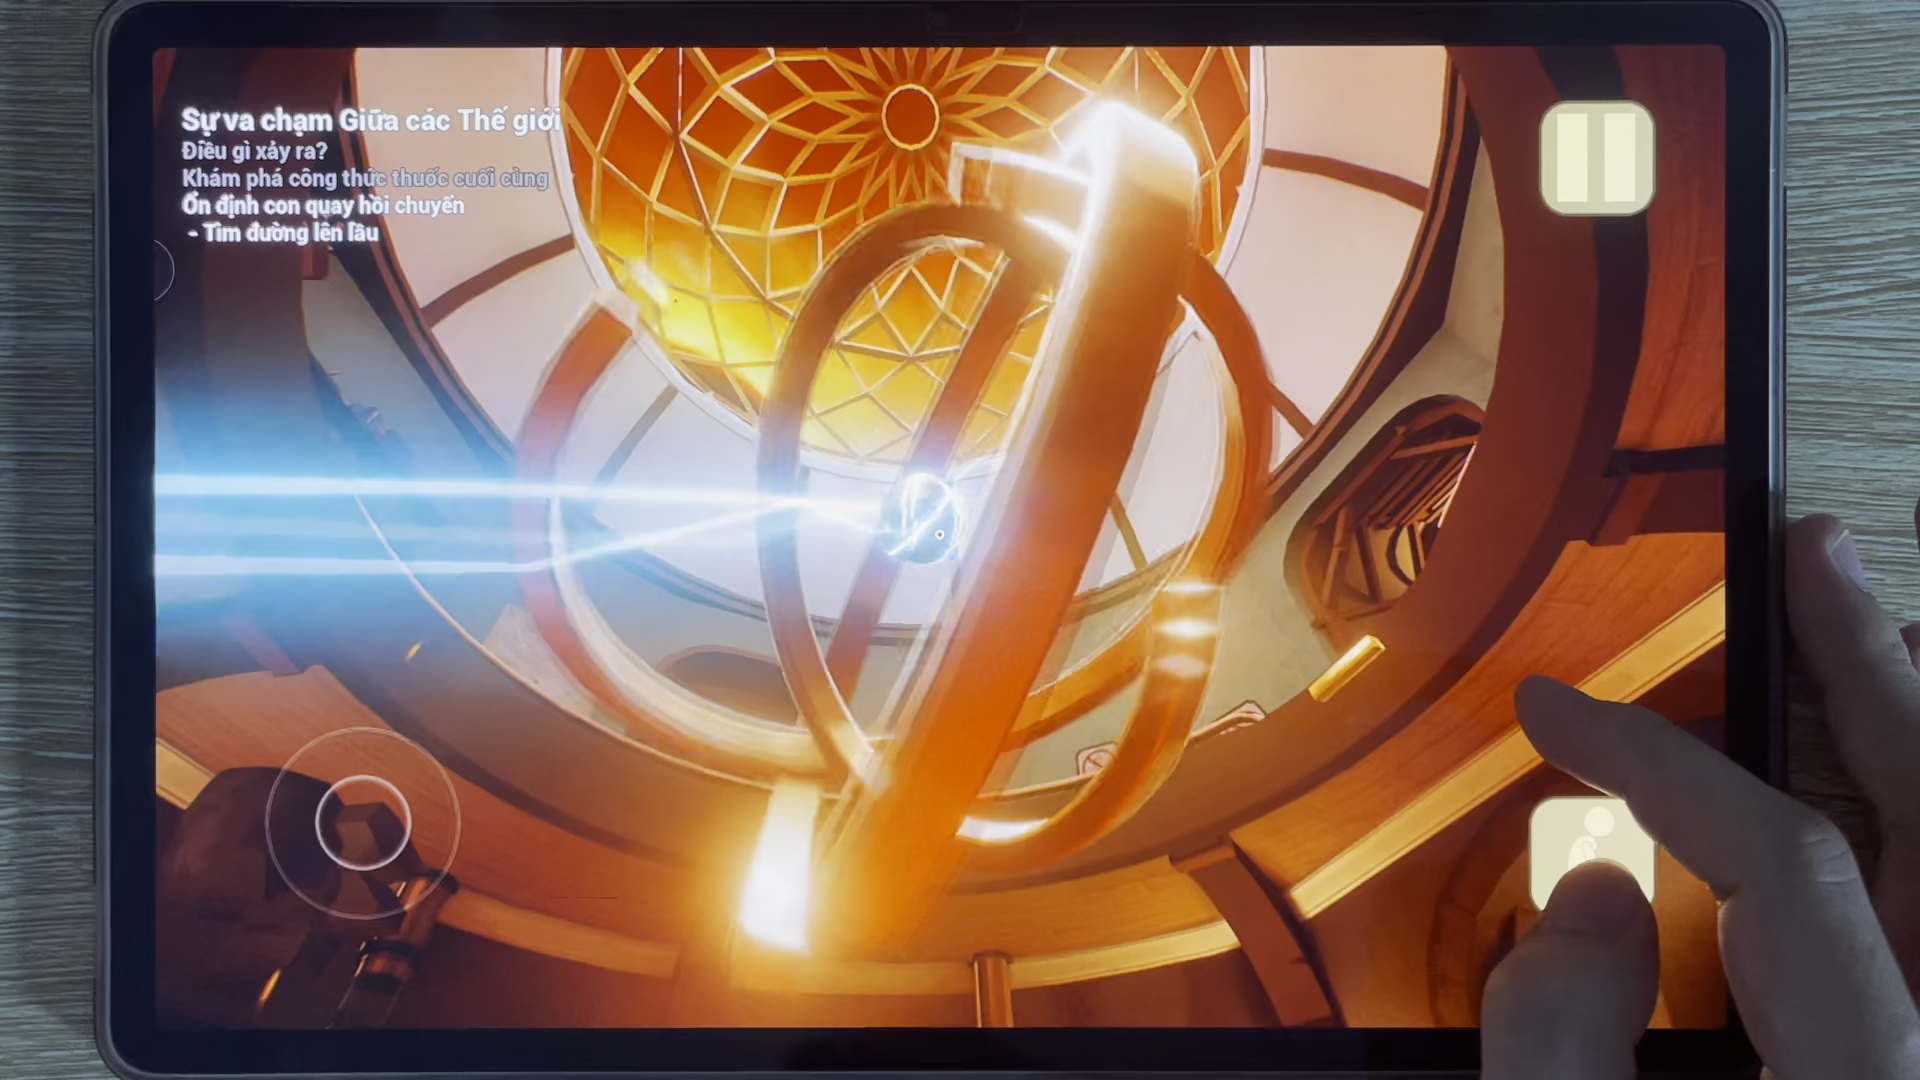 Sự va chạm Giữa các Thế giới
Điều gì xảy ra?
Khám phá công thức thuốc cuối cùng
Ổn định con quay hồi chuyển
- Tìm đường lên lầu